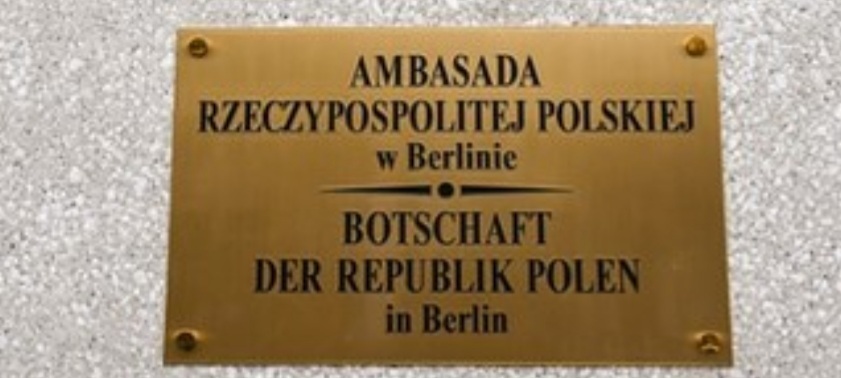 AMBASADA
RZECZYPOSPOLITEJ POLSKIEJ
w Berlinie
BOTSCHAFT
DER REPUBLIK POLEN
in Berlin